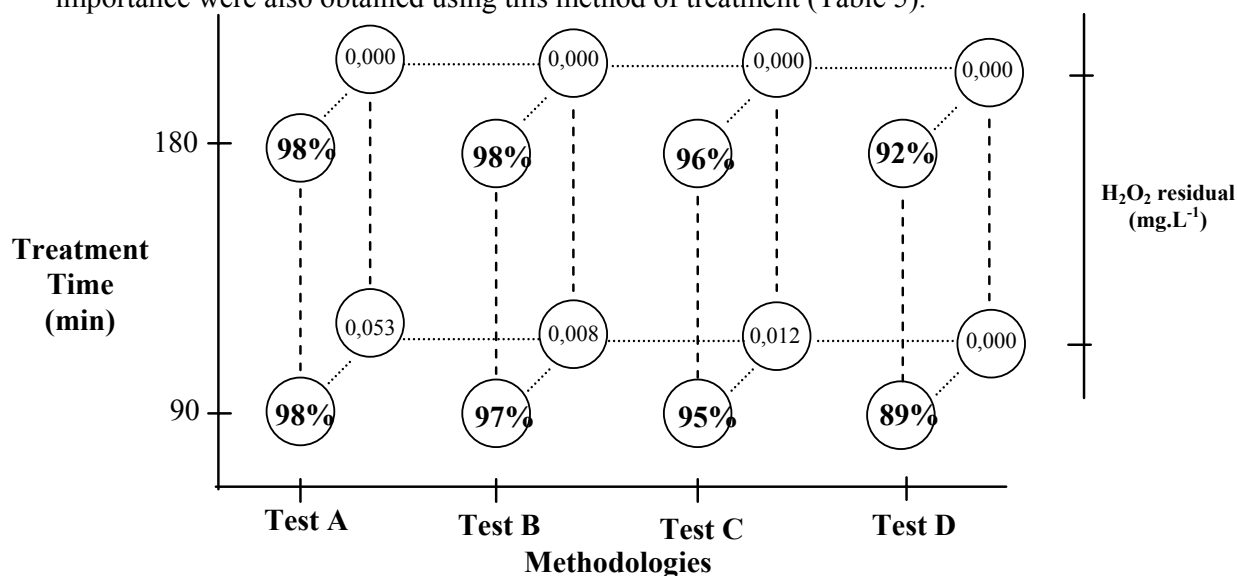 importance were also obtained using this method of treatment (Table 5).
0,000 0,000 0,000 0,000
180 98% 98% 96% 92%
H₂O₂ residual
(mg.L⁻¹)
Treatment
Time
(min)
0,053 0,008 0,012 0,000
90 98% 97% 95% 89%
Test A Test B Test C Test D
Methodologies